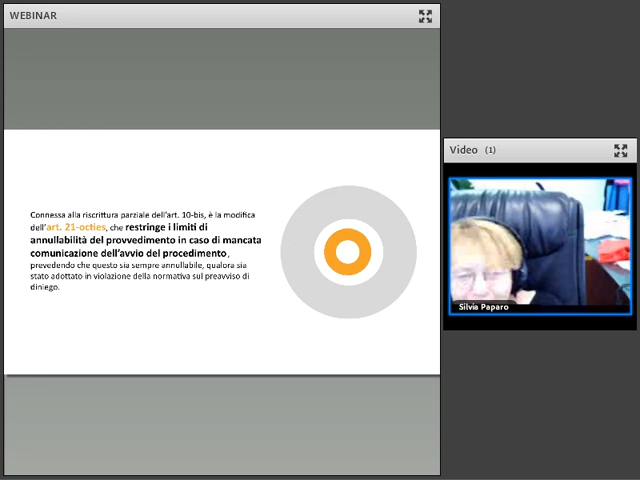 WEBINAR
Connessa alla riscrittura parziale dell'art. 10-bis, è la modifica
dell'art. 21-octies, che restringe i limiti di
annullabilità del provvedimento in caso di mancata
comunicazione dell'avvio del procedimento,
prevedendo che questo sia sempre annullabile, qualora sia
stato adottato in violazione della normativa sul preavviso di
diniego.
Video (1)
Silvia Paparo